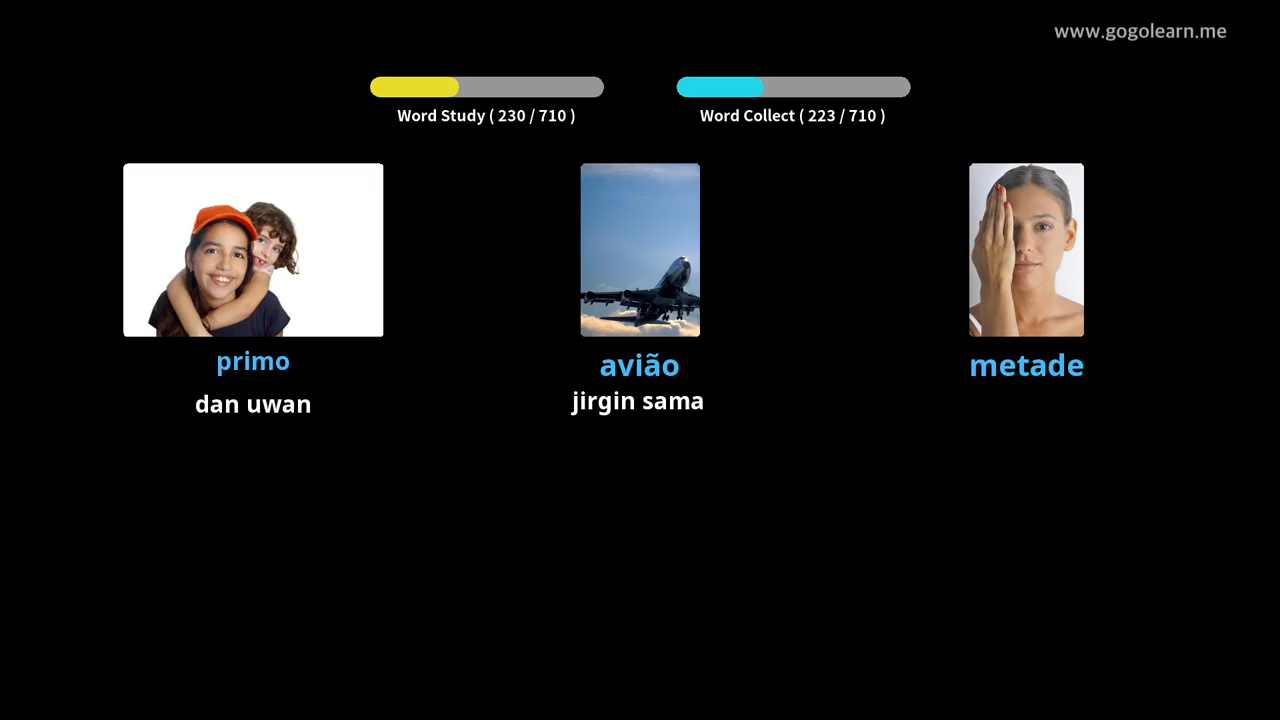 www.gogolearn.me
Word Study ( 230 / 710 )
Word Collect ( 223 / 710 )
primo
avião
metade
dan uwan
jirgin sama